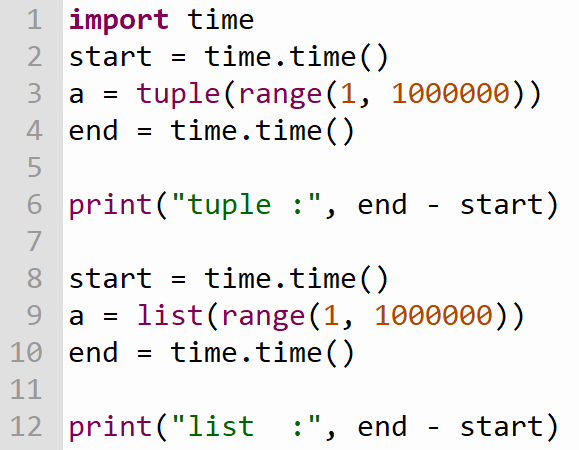 1 import time
2 start = time.time()
3 a = tuple(range(1, 1000000))
4 end = time.time()
5
6 print("tuple :", end - start)
7
8 start = time.time()
9 a = list(range(1, 1000000))
10 end = time.time()
11
12 print("list  :", end - start)